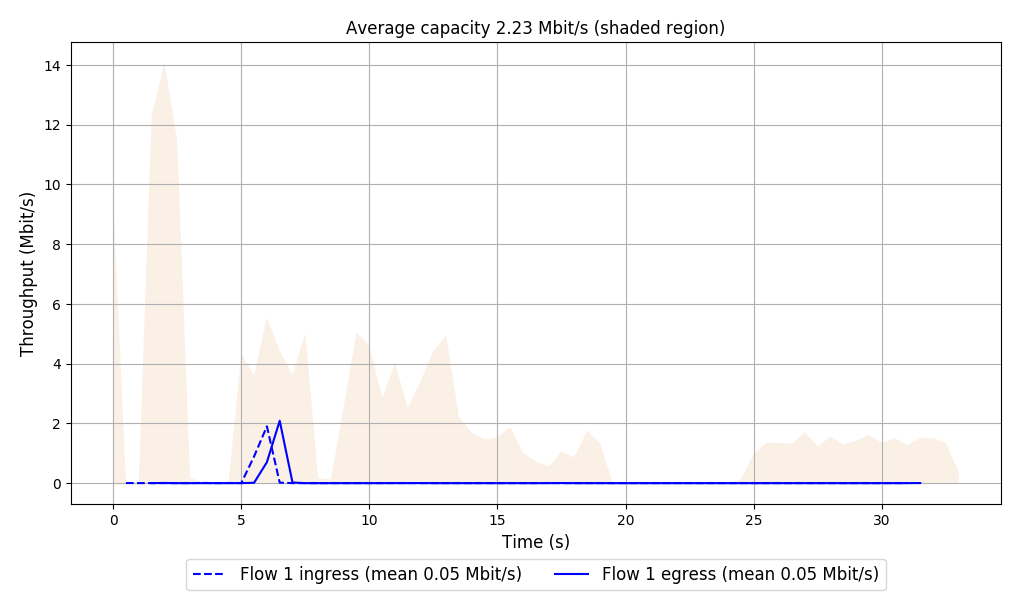 Average capacity 2.23 Mbit/s (shaded region)
Throughput (Mbit/s)
14
12
10
8
6
4
2
0
0 5 10 15 20 25 30
Time (s)
Flow 1 ingress (mean 0.05 Mbit/s) Flow 1 egress (mean 0.05 Mbit/s)